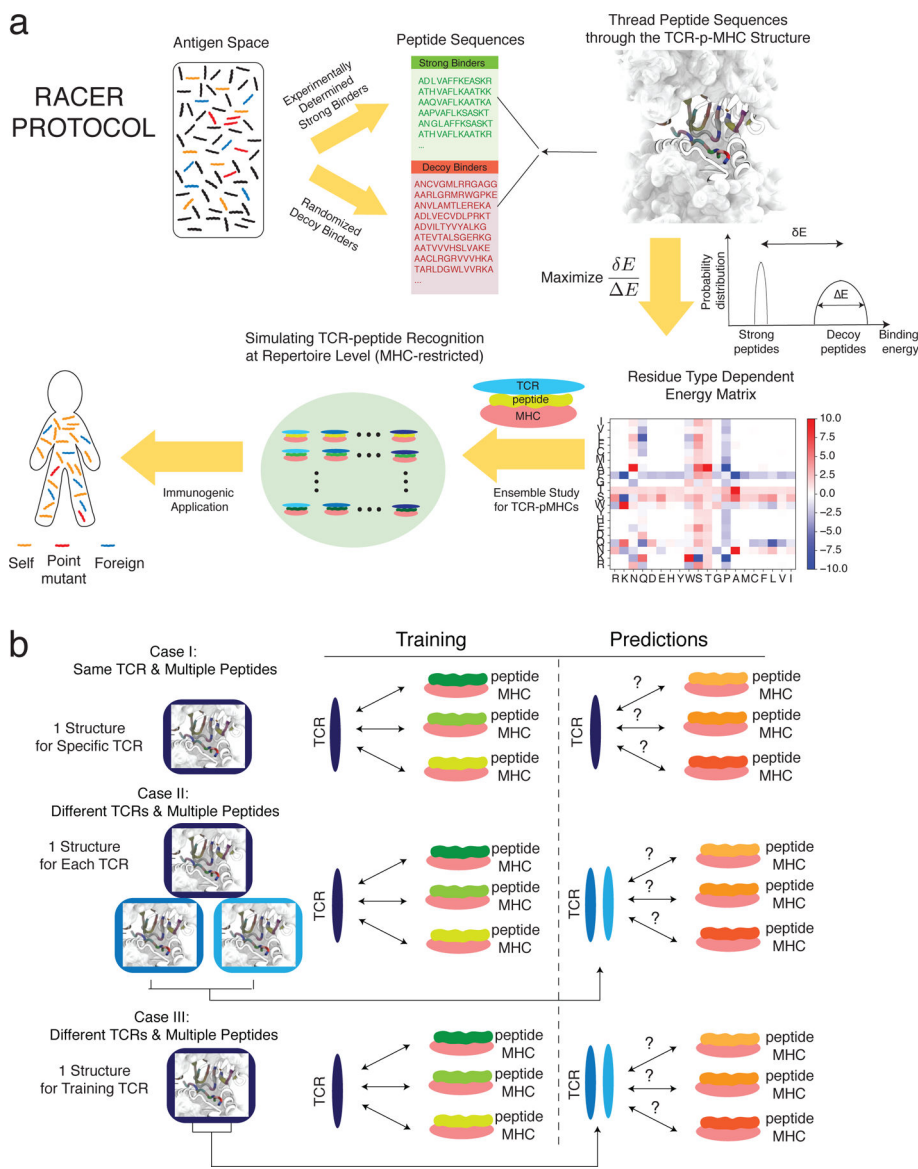 a
RACER
PROTOCOL
Antigen Space
Experimentally
Determined
Strong Binders
Randomized
Decoy Binders
Peptide Sequences
Strong Binders
ADLVAFFKEASKR
ATHVAFLKAATKK
AAQVAFLKAATKA
AAPVAFLKSASKT
ANGLAFFKSASKT
ATHVAFLKAATKR
...
Decoy Binders
ANCVGMLRRGAGG
AARLGRMRWGPKE
ANVLAMTLEREKA
ADLVECVDLPRKT
ADVILTYVYALKG
ATEVTALSGERKG
AATVVVHSLVAKE
AACLRGRVVVHKA
TARLDGWLVVRKA
...
Thread Peptide Sequences
through the TCR-p-MHC Structure
Maximize δE
ΔE
Probability
distribution
δE
ΔE
Strong
peptides
Decoy
peptides
Binding
energy
Residue Type Dependent
Energy Matrix
I
V
L
F
C
M
A
P
G
T
S
W
Y
H
E
D
Q
N
K
R
R K N Q D E H Y W S T G P A M C F L V I
10.0
7.5
5.0
2.5
0.0
−2.5
−5.0
−7.5
−10.0
TCR
peptide
MHC
Ensemble Study
for TCR-pMHCs
Simulating TCR-peptide Recognition
at Repertoire Level (MHC-restricted)
Immunogenic
Application
Self
Point
mutant
Foreign
b
Training
Predictions
Case I:
Same TCR & Multiple Peptides
1 Structure
for Specific TCR
TCR
peptide
MHC
peptide
MHC
peptide
MHC
TCR
?
?
?
peptide
MHC
peptide
MHC
peptide
MHC
Case II:
Different TCRs & Multiple Peptides
1 Structure
for Each TCR
TCR
peptide
MHC
peptide
MHC
peptide
MHC
TCR
?
?
?
peptide
MHC
peptide
MHC
peptide
MHC
Case III:
Different TCRs & Multiple Peptides
1 Structure
for Training TCR
TCR
peptide
MHC
peptide
MHC
peptide
MHC
TCR
?
?
?
peptide
MHC
peptide
MHC
peptide
MHC